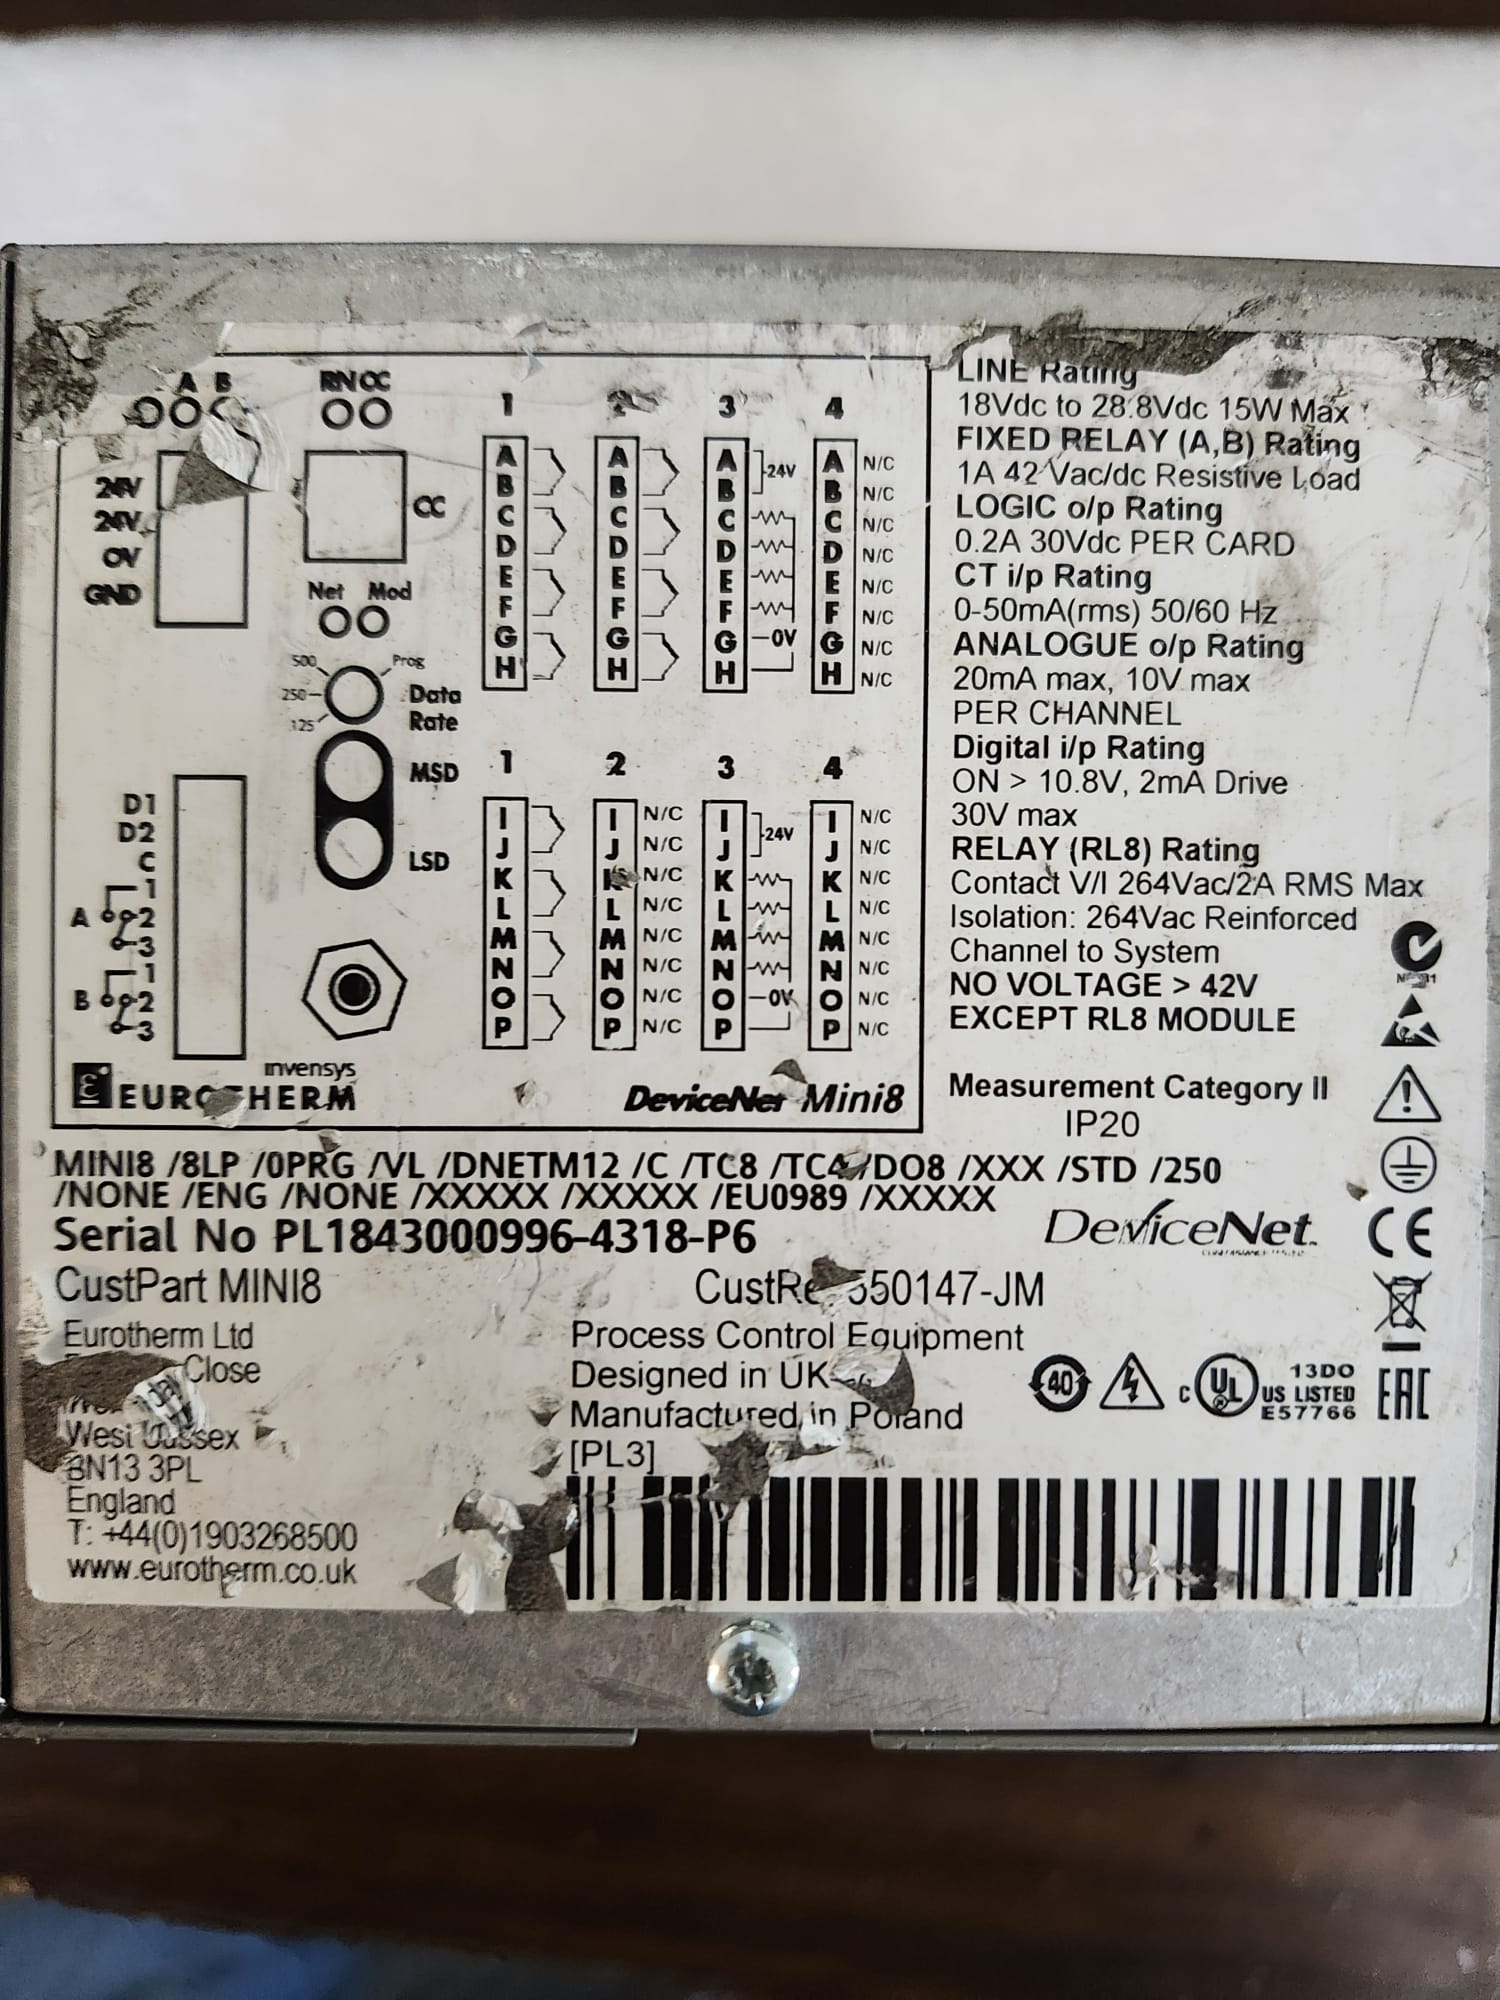 A B
RN OC
24V
24V
0V
GND
OC
Net Mod
500
Prog
250
125
Data
Rate
MSD
LSD
D1
D2
C
A
1
2
3
B
1
2
3
1 2 3 4
A A A N/C
B B B 24V B N/C
C C C C N/C
D D D D N/C
E E E E N/C
F F F F N/C
G G G 0V G N/C
H H H H N/C
1 2 3 4
I I N/C I I N/C
J J N/C J 24V J N/C
K K N/C K K N/C
L L N/C L L N/C
M M N/C M M N/C
N N N/C N N N/C
O O N/C O 0V O N/C
P P N/C P P N/C
invensys
EUROTHERM
DeviceNet Mini8
LINE Rating
18Vdc to 28.8Vdc 15W Max
FIXED RELAY (A,B) Rating
1A 42 Vac/dc Resistive Load
LOGIC o/p Rating
0.2A 30Vdc PER CARD
CT i/p Rating
0-50mA(rms) 50/60 Hz
ANALOGUE o/p Rating
20mA max, 10V max
PER CHANNEL
Digital i/p Rating
ON > 10.8V, 2mA Drive
30V max
RELAY (RL8) Rating
Contact V/I 264Vac/2A RMS Max
Isolation: 264Vac Reinforced
Channel to System
NO VOLTAGE > 42V
EXCEPT RL8 MODULE
Measurement Category II
IP20
MINI8 /8LP /0PRG /VL /DNETM12 /C /TC8 /TC4 /DO8 /XXX /STD /250
/NONE /ENG /NONE /XXXXX /XXXXX /EU0989 /XXXXX
Serial No PL1843000996-4318-P6
DeviceNet
CE
CustPart MINI8
550147-JM
Eurotherm Ltd
Close
West Sussex
BN13 3PL
England
T: +44(0)1903268500
www.eurotherm.co.uk
Process Control Equipment
Designed in UK
Manufactured in Poland
[PL3]
40
C UL US LISTED
13DO
E57766
EAC